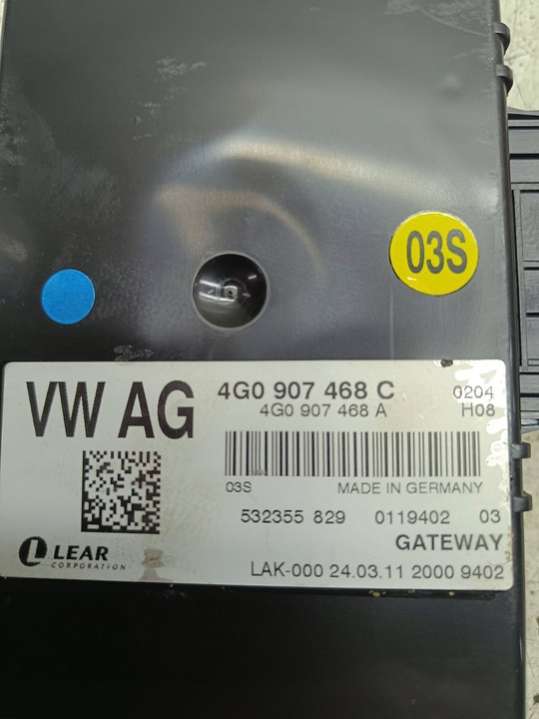 03S
VW AG
4G0 907 468 C
0204
4G0 907 468 A
H08
03S
MADE IN GERMANY
532355 829
0119402
03
LEAR
CORPORATION
GATEWAY
LAK-000 24.03.11 2000 9402